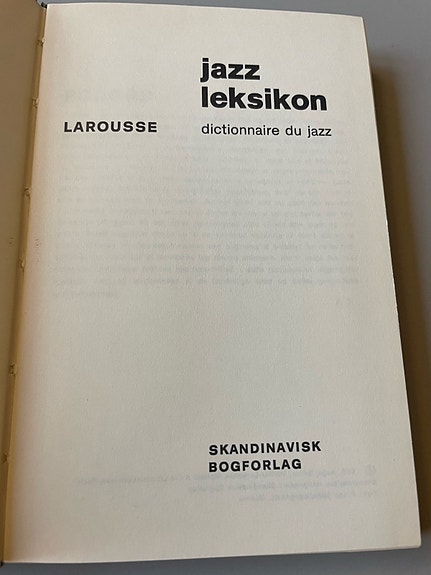 jazz
leksikon
LAROUSSE
dictionnaire du jazz
SKANDINAVISK
BOGFORLAG